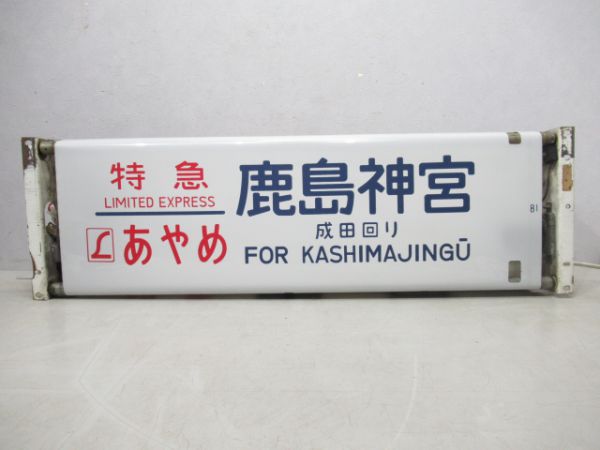 特急
LIMITED EXPRESS
あやめ
鹿島神宮
成田回り
FOR KASHIMAJINGŪ
81